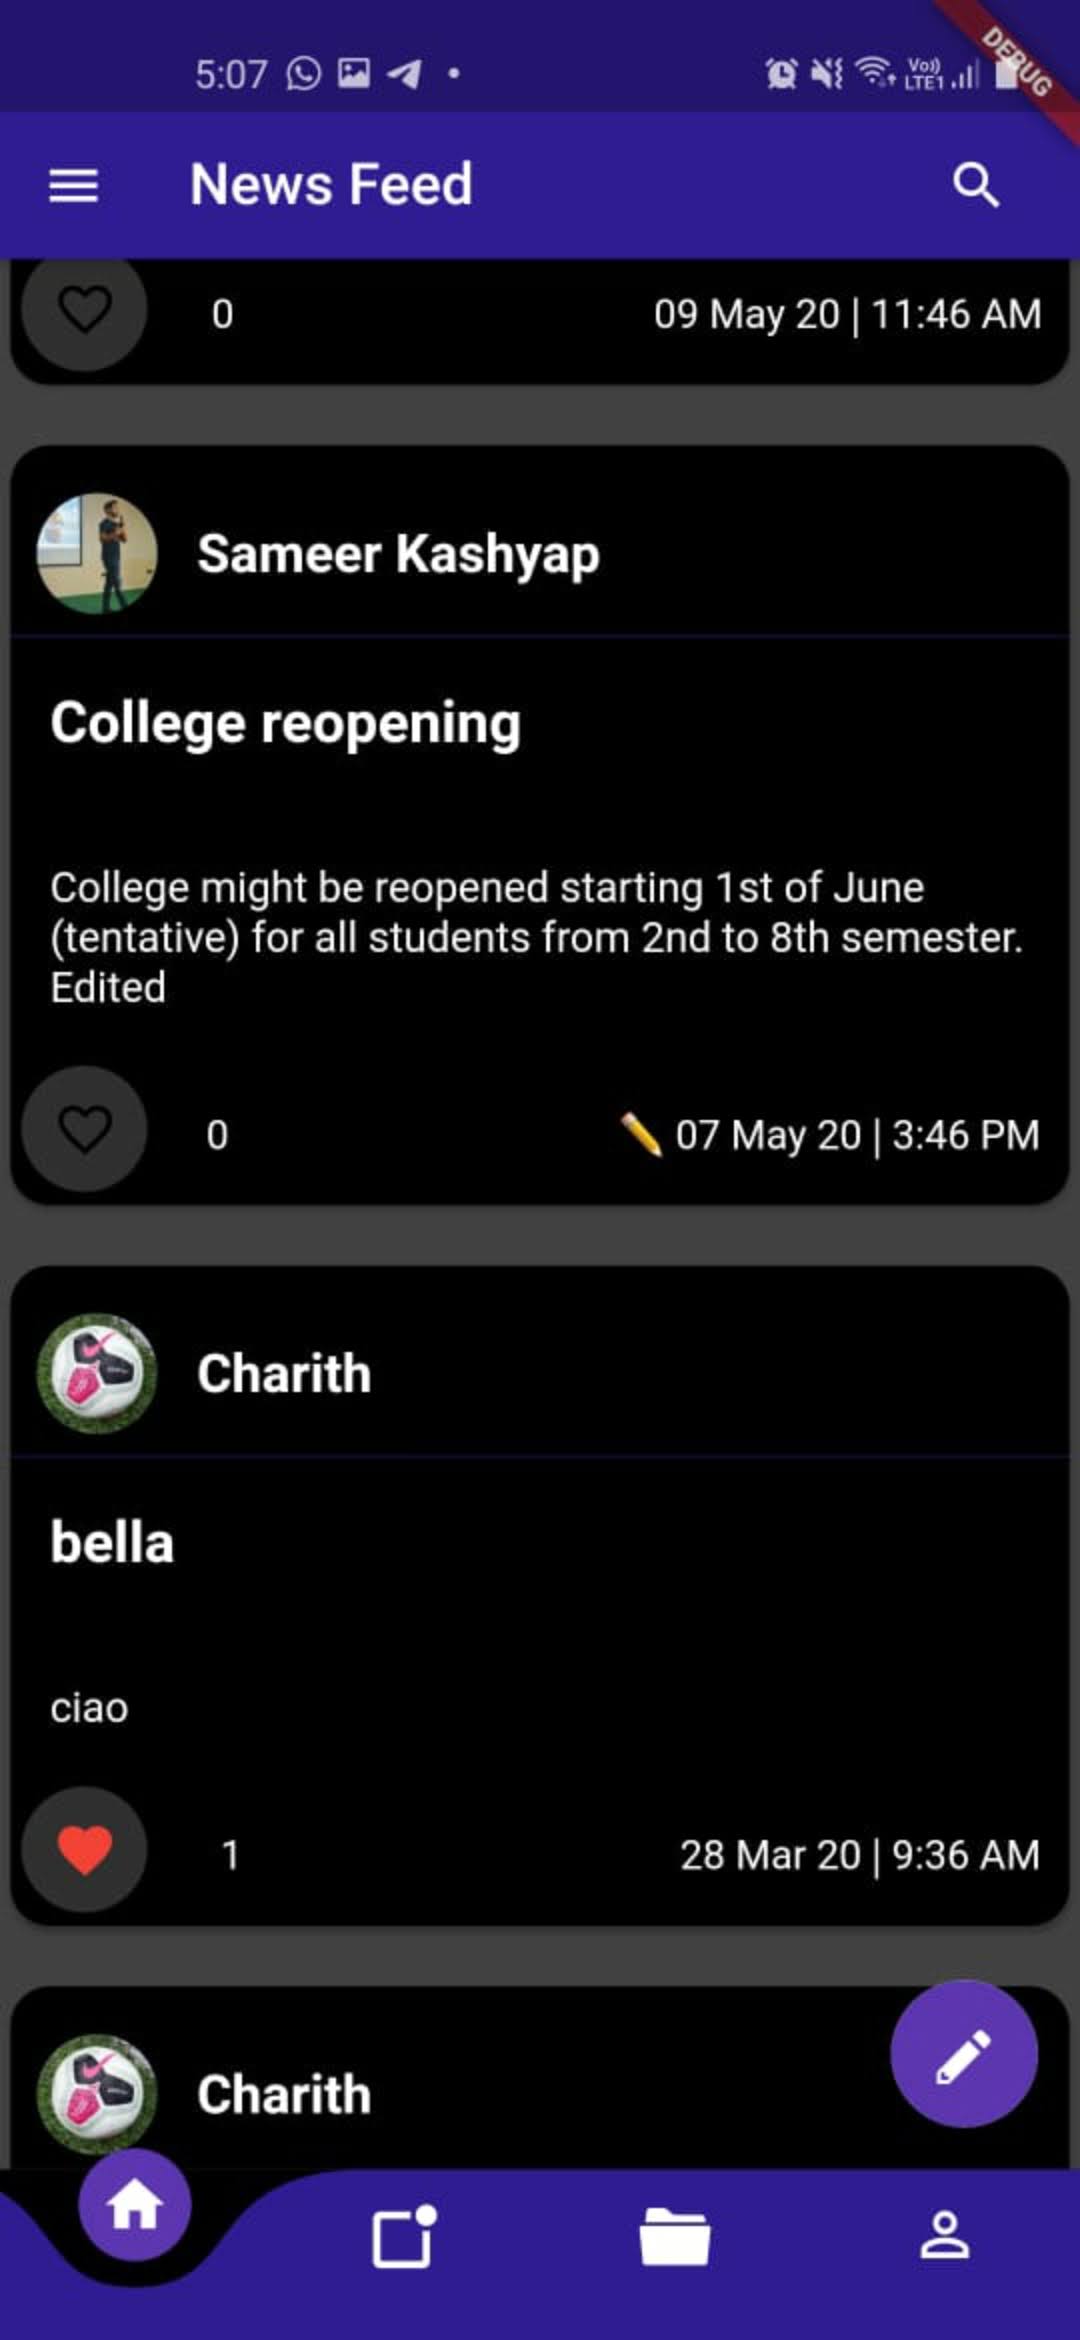 5:07
Vo))
LTE1
DEBUG
News Feed
0
09 May 20 | 11:46 AM
Sameer Kashyap
College reopening
College might be reopened starting 1st of June
(tentative) for all students from 2nd to 8th semester.
Edited
0
✏️ 07 May 20 | 3:46 PM
Charith
bella
ciao
1
28 Mar 20 | 9:36 AM
Charith